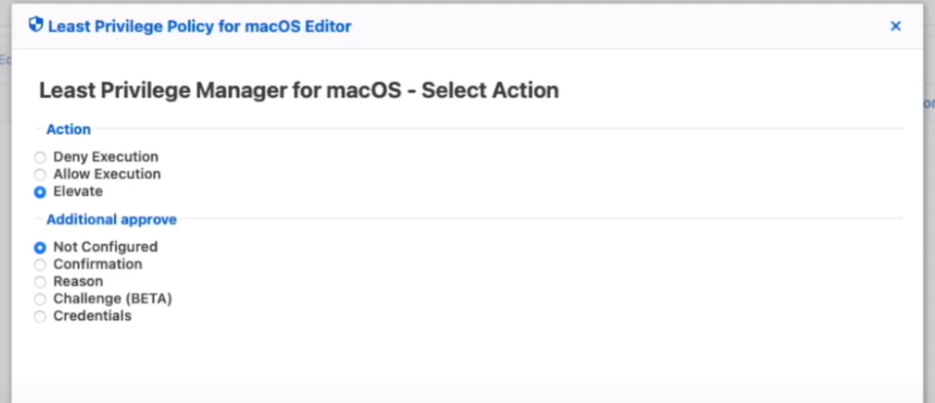 Least Privilege Policy for macOS Editor
Least Privilege Manager for macOS - Select Action
Action
Deny Execution
Allow Execution
Elevate
Additional approve
Not Configured
Confirmation
Reason
Challenge (BETA)
Credentials